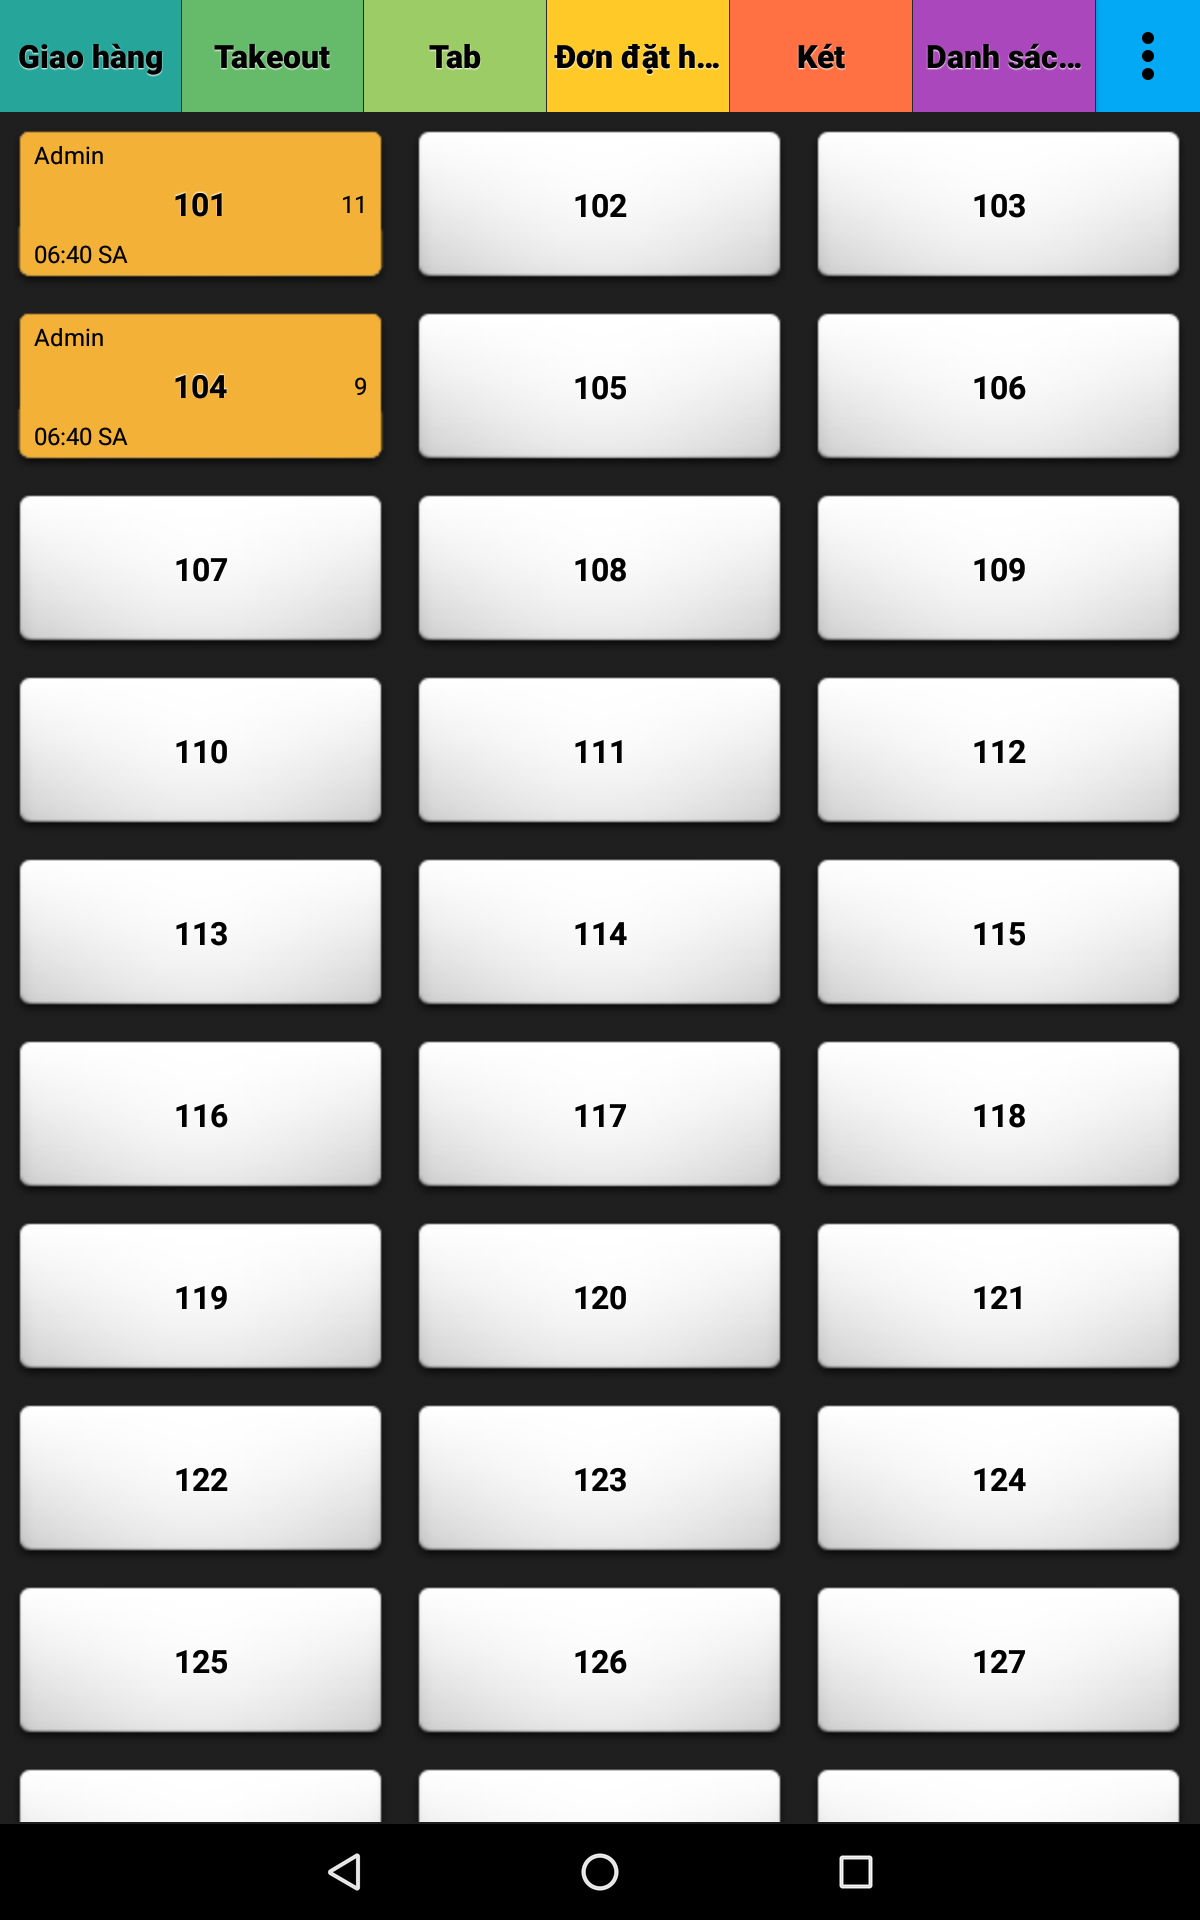 Giao hàng
Takeout
Tab
Đơn đặt h...
Két
Danh sác...
Admin
101
11
06:40 SA
102
103
Admin
104
9
06:40 SA
105
106
107
108
109
110
111
112
113
114
115
116
117
118
119
120
121
122
123
124
125
126
127